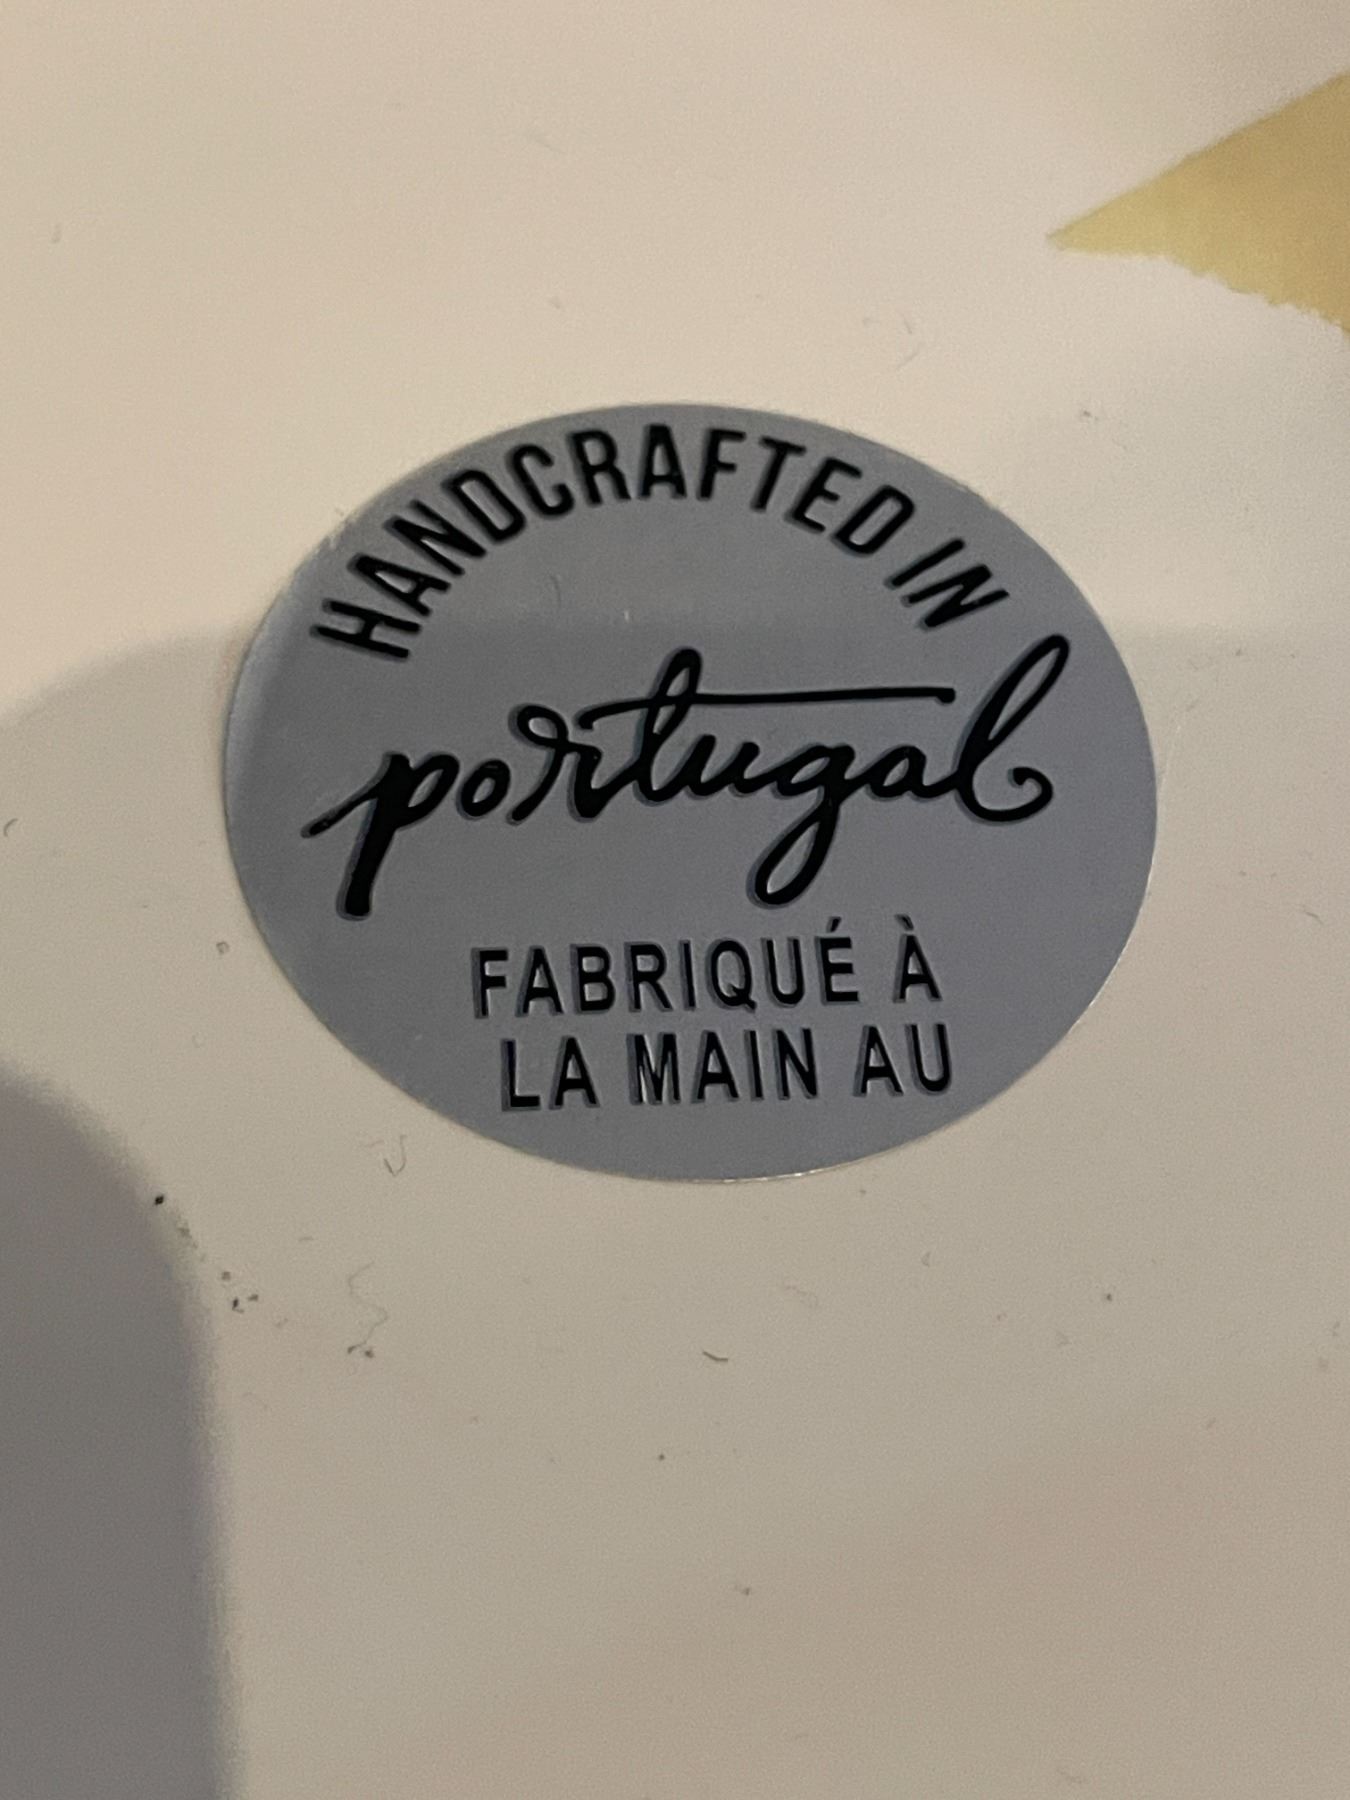 HANDCRAFTED IN
portugal
FABRIQUÉ À
LA MAIN AU